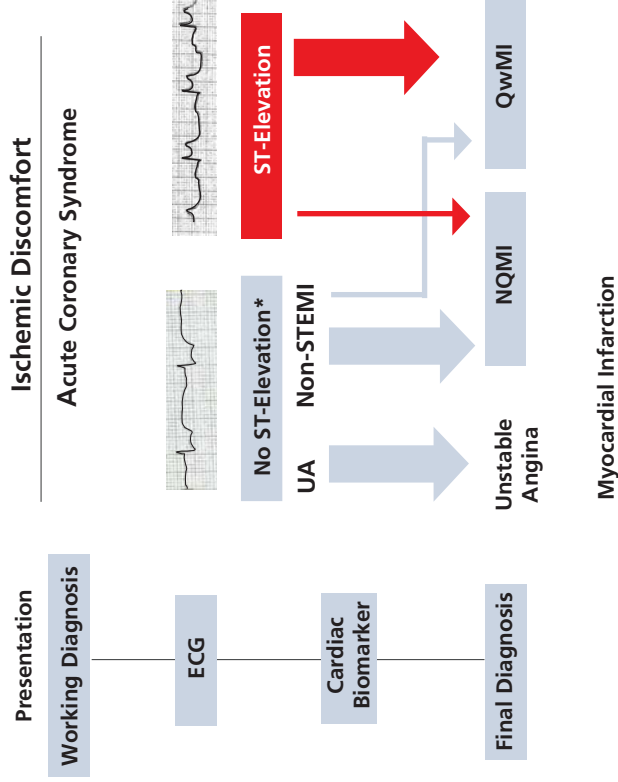 Presentation
Ischemic Discomfort
Working Diagnosis
Acute Coronary Syndrome
ECG
No ST-Elevation*
ST-Elevation
UA
Non-STEMI
Cardiac
Biomarker
Final Diagnosis
Unstable
Angina
NQMI
QwMI
Myocardial Infarction